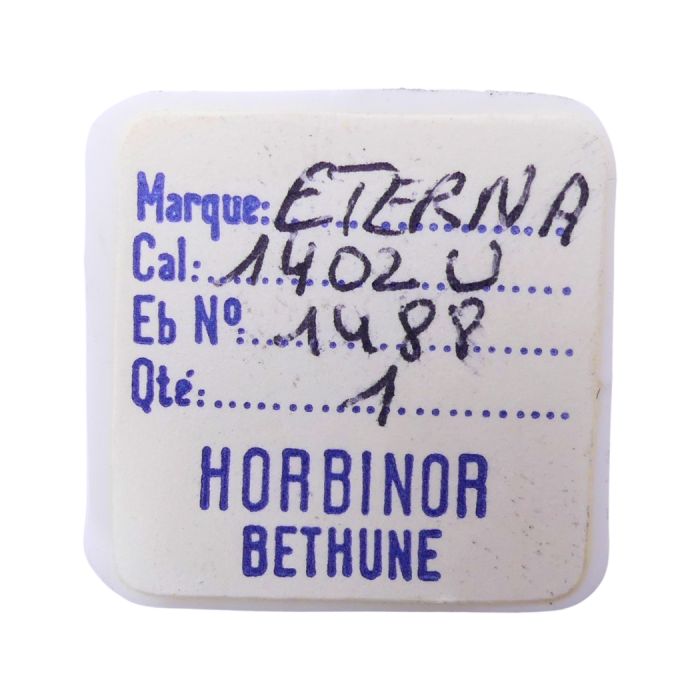 Marque: ETERNA
Cal: 1402 U
Eb Nº: 1488
Qté: 1
HORBINOR
BETHUNE